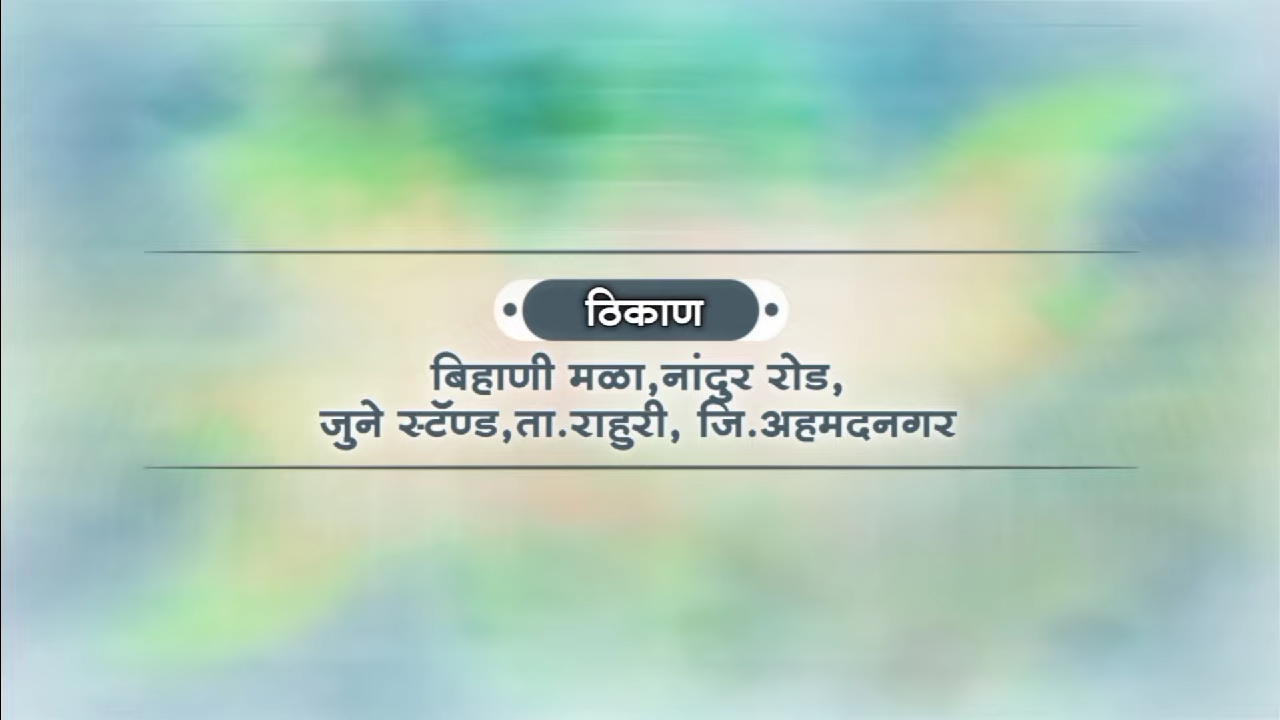 ठिकाण
बिहाणी मळा,नांदुर रोड,
जुने स्टॅण्ड,ता.राहुरी, जि.अहमदनगर